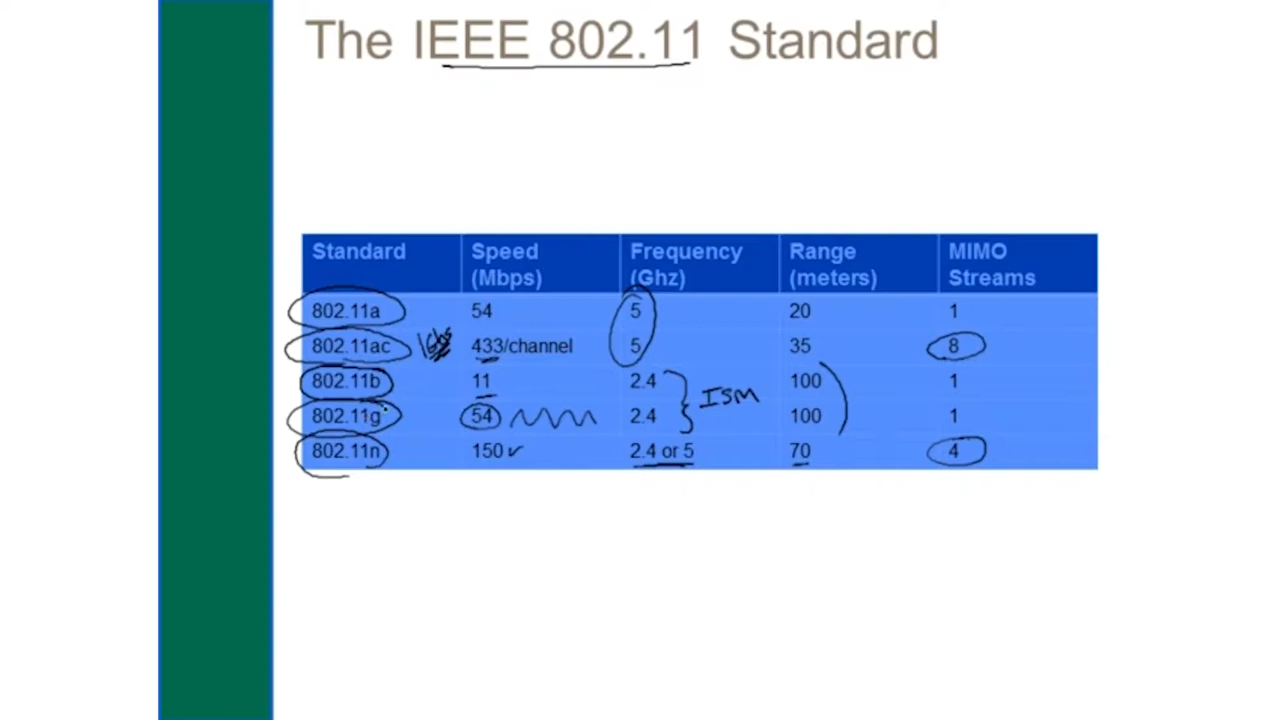 The IEEE 802.11 Standard
Standard Speed (Mbps) Frequency (Ghz) Range (meters) MIMO Streams
802.11a 54 5 20 1
802.11ac 433/channel 5 35 8
802.11b 11 2.4 100 1
ISM
802.11g 54 2.4 100 1
802.11n 150 2.4 or 5 70 4